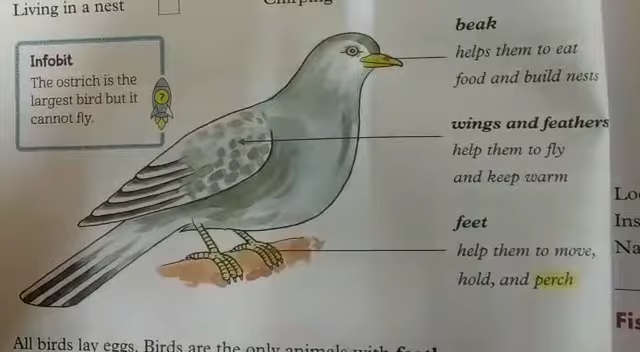 Living in a nest
Chirping
Infobit
The ostrich is the
largest bird but it
cannot fly.
?
beak
helps them to eat
food and build nests
wings and feathers
help them to fly
and keep warm
feet
help them to move,
hold, and perch
Lo
Ins
Na
Fis
All birds lay eggs. Birds are the only animals with